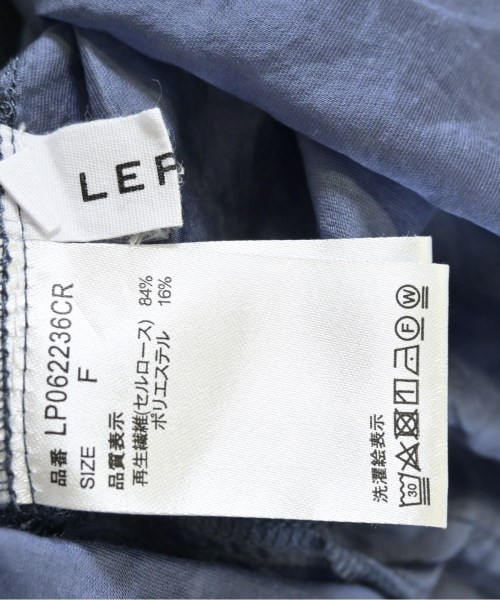 LEP
品番 LP062236CR
SIZE F
品質表示
再生繊維(セルロース) 84%
ポリエステル 16%
洗濯絵表示
30 F W